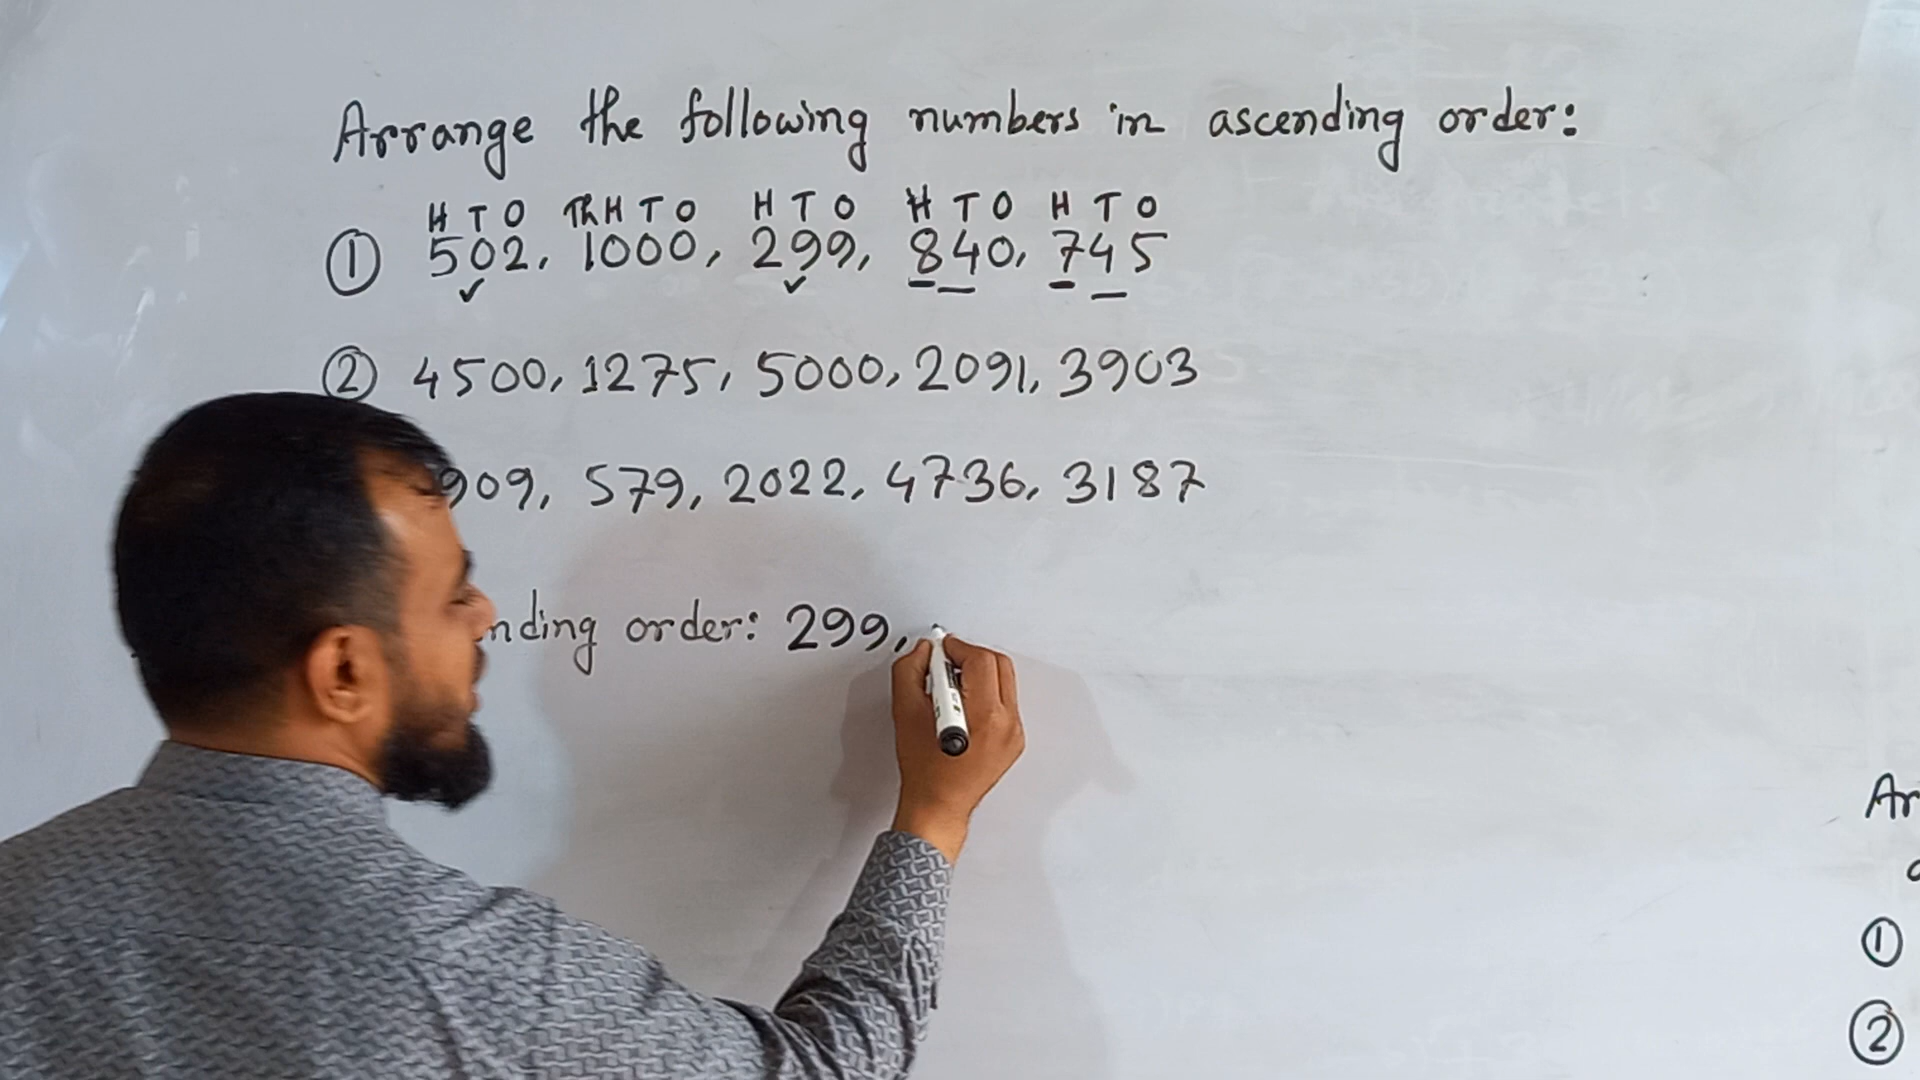 Arrange the following numbers in ascending order:
H T O Th H T O H T O H T O H T O
① 502, 1000, 299, 840, 745
② 4500, 1275, 5000, 2091, 3903
909, 579, 2022, 4736, 3187
nding order: 299,
Ar
①
②